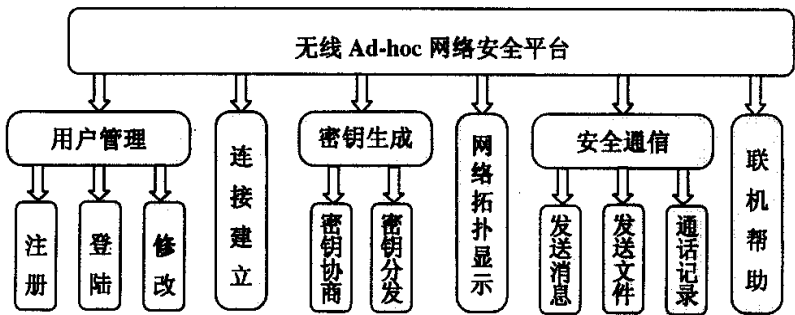 无线 Ad-hoc 网络安全平台
用户管理
连接建立
密钥生成
网络拓扑显示
安全通信
联机帮助
注册
登陆
修改
密钥协商
密钥分发
发送消息
发送文件
通话记录